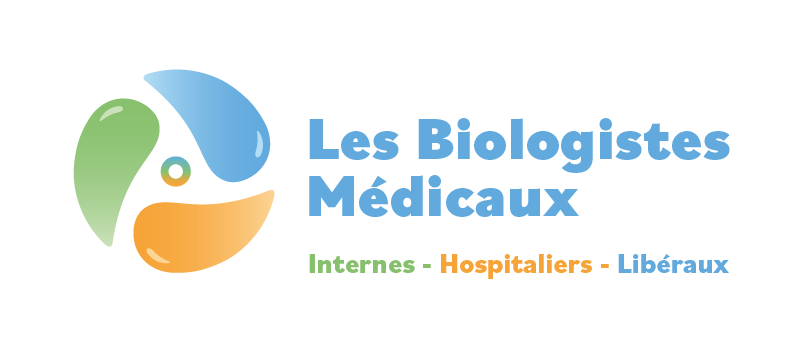 Les Biologistes
Médicaux
Internes - Hospitaliers - Libéraux